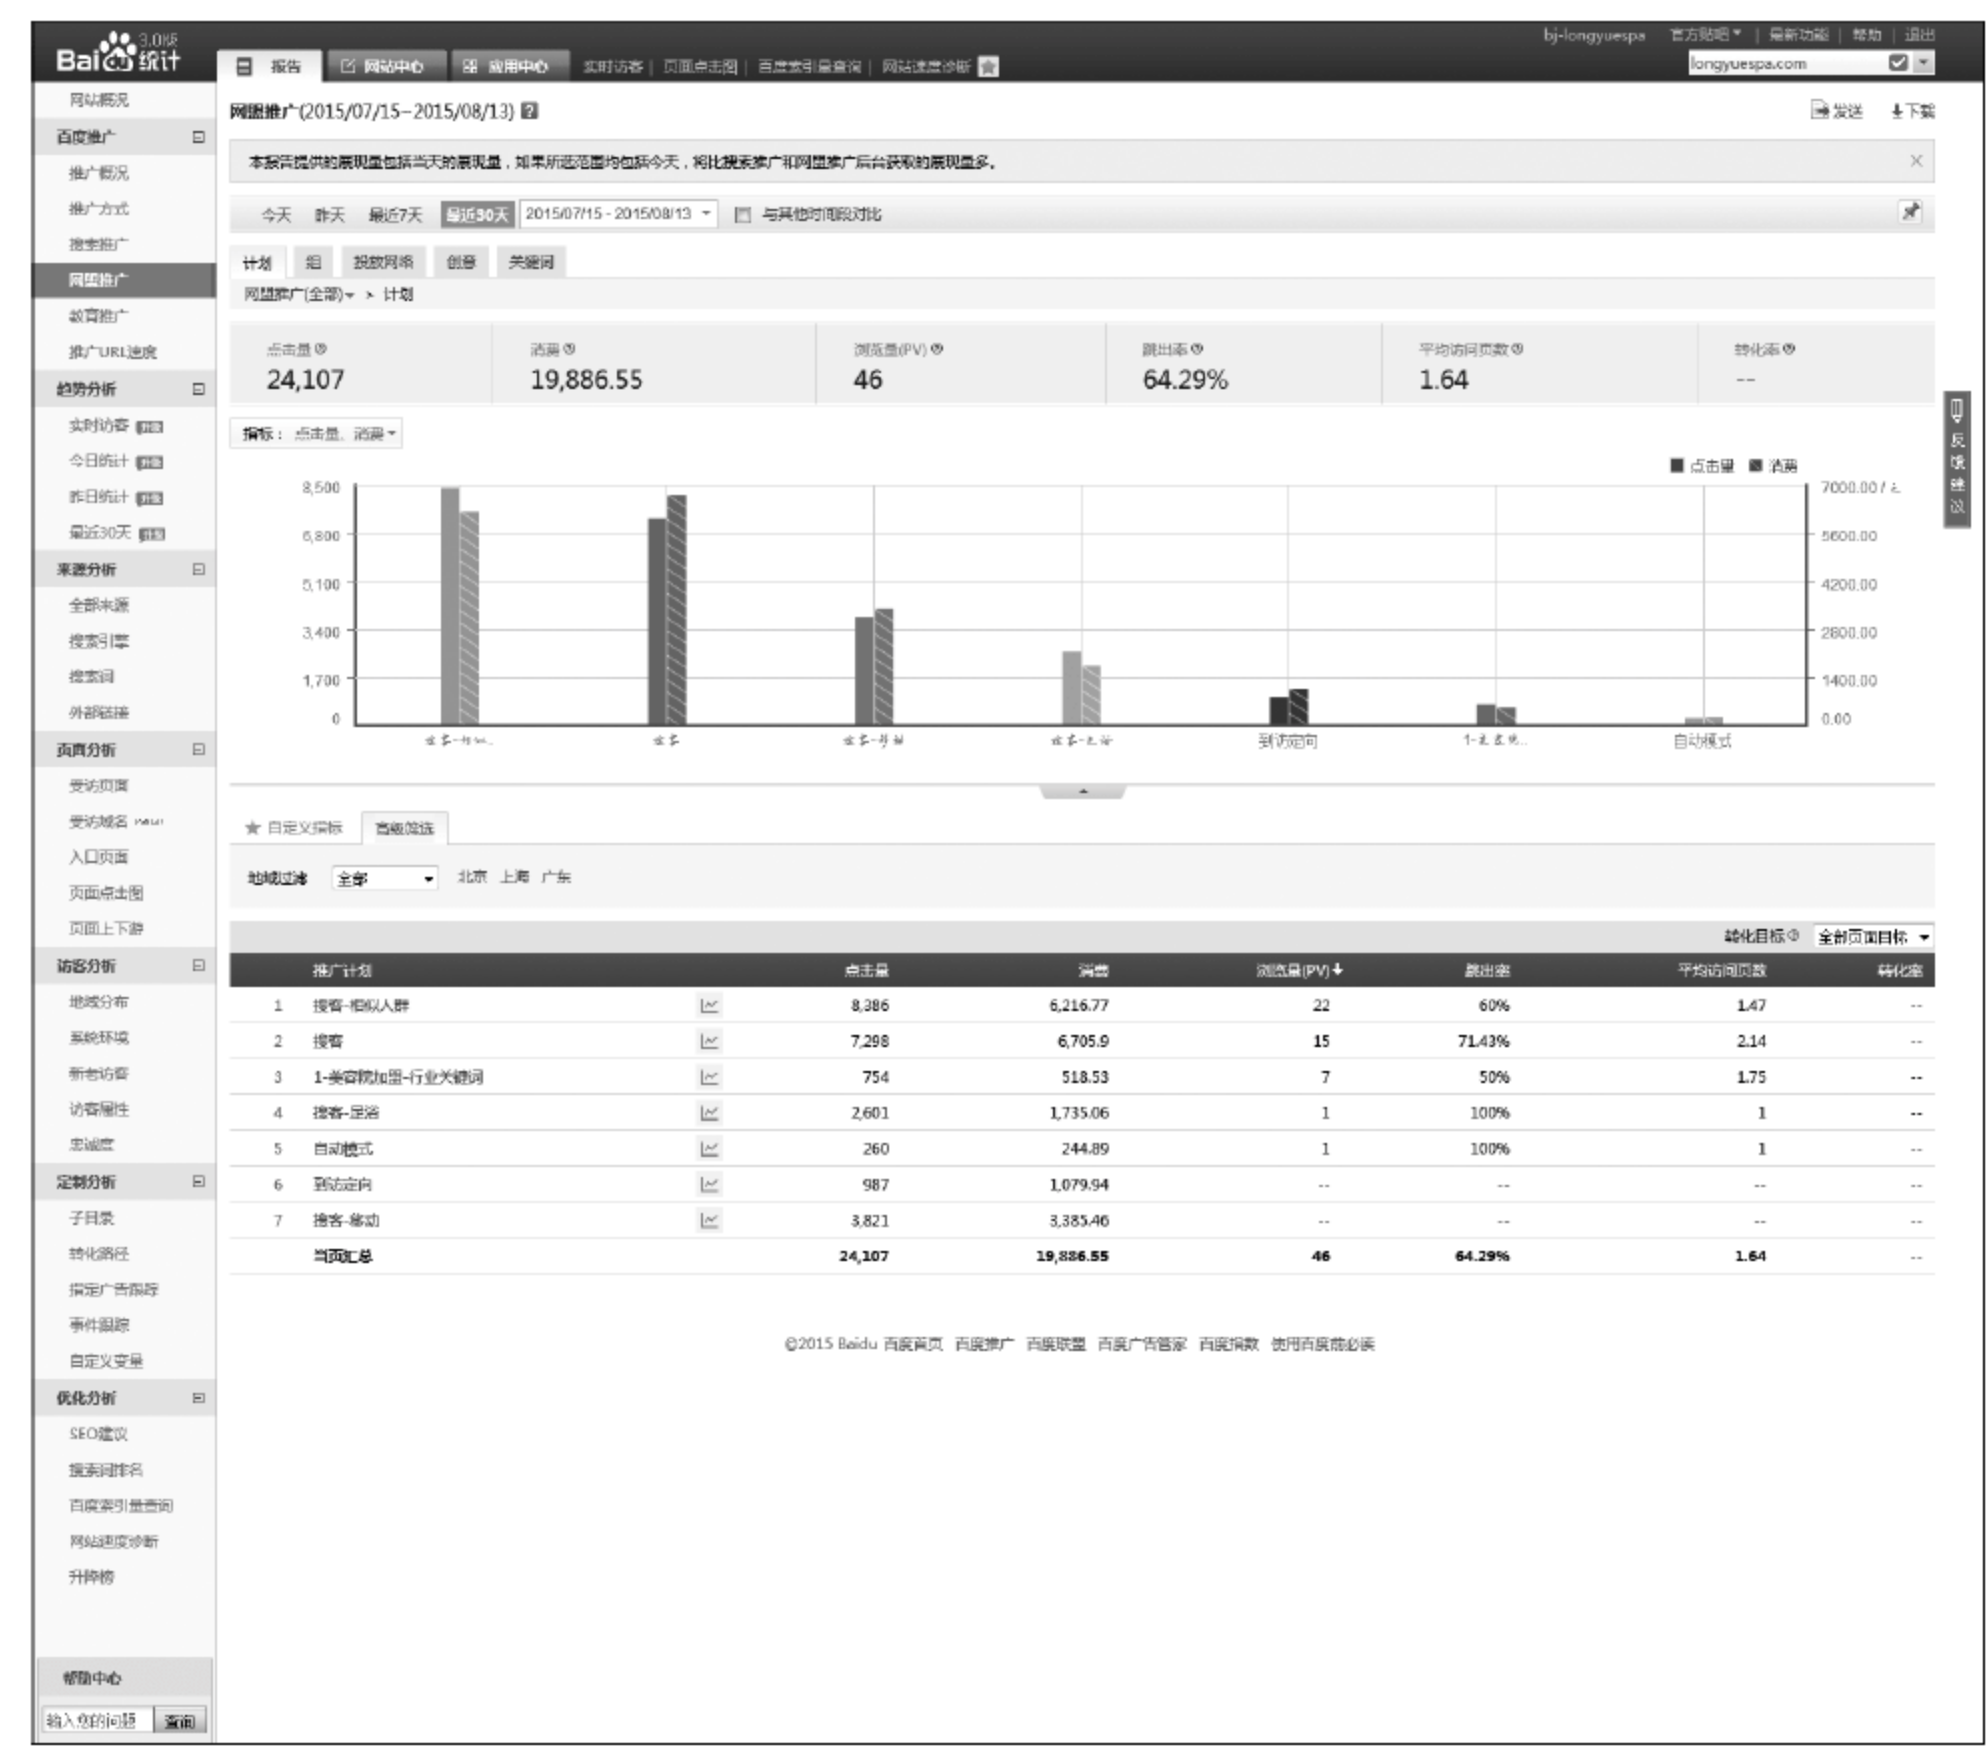 Bai 统计 3.0版
bj-longyuespa 官方贴吧 | 最新功能 | 帮助 | 退出
报告 网站中心 应用中心 实时访客 | 页面点击图 | 百度索引量查询 | 网站速度诊断
longyuespa.com
网站概况
百度推广
推广概况
推广方式
搜索推广
网盟推广
教育推广
推广URL速度
趋势分析
实时访客
今日统计
昨日统计
最近30天
来源分析
全部来源
搜索引擎
搜索词
外部链接
页面分析
受访页面
受访域名
入口页面
页面点击图
页面上下游
访客分析
地域分布
系统环境
新老访客
访客属性
忠诚度
定制分析
子目录
转化路径
指定广告跟踪
事件跟踪
自定义变量
优化分析
SEO建议
搜索词排名
百度索引量查询
网站速度诊断
升降榜
帮助中心
输入您的问题 查询
网盟推广(2015/07/15-2015/08/13) ?
发送 下载
本报告提供的展现量包括当天的展现量，如果所选范围均包括今天，将比搜索推广和网盟推广后台获取的展现量多。
今天 昨天 最近7天 最近30天 2015/07/15 - 2015/08/13 与其他时间段对比
计划 组 投放网络 创意 关键词
网盟推广(全部) > 计划
点击量 消费 浏览量(PV) 跳出率 平均访问页数 转化率
24,107 19,886.55 46 64.29% 1.64 --
指标： 点击量、消费
点击量 消费
8,500 7000.00
6,800 5600.00
5,100 4200.00
3,400 2800.00
1,700 1400.00
0 0.00
到访定向 自动模式
反馈建议
自定义指标 高级筛选
地域过滤 全部 北京 上海 广东
转化目标 全部页面目标
推广计划 点击量 消费 浏览量(PV) 跳出率 平均访问页数 转化率
1 搜客-相似人群 8,386 6,216.77 22 60% 1.47 --
2 搜客 7,298 6,705.9 15 71.43% 2.14 --
3 1-美容院加盟-行业关键词 754 518.53 7 50% 1.75 --
4 搜客-足浴 2,601 1,735.06 1 100% 1 --
5 自动模式 260 244.89 1 100% 1 --
6 到访定向 987 1,079.94 -- -- -- --
7 搜客-移动 3,821 3,385.46 -- -- -- --
当页汇总 24,107 19,886.55 46 64.29% 1.64 --
©2015 Baidu 百度首页 百度推广 百度联盟 百度广告管家 百度指数 使用百度前必读